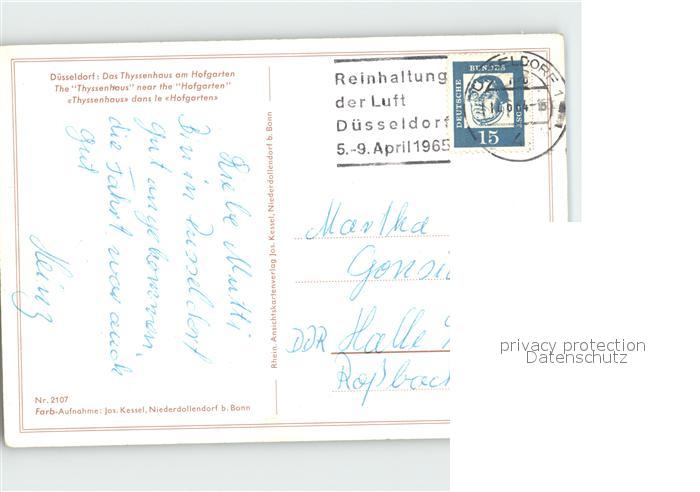 Düsseldorf: Das Thyssenhaus am Hofgarten
The "Thyssenhaus" near the "Hofgarten"
«Thyssenhaus» dans le «Hofgarten»
Liebe Mutti
Bin in Düsseldorf
gut angekommen,
die Fahrt war auch
gut
Heinz
Nr. 2107
Farb-Aufnahme: Jos. Kessel, Niederdollendorf b. Bonn
Rhein. Ansichtskartenverlag Jos. Kessel, Niederdollendorf b. Bonn
Reinhaltung
der Luft
Düsseldorf
5.-9. April 1965
DEUTSCHE BUNDES
15
Martha
DDR Halle
privacy protection
Datenschutz